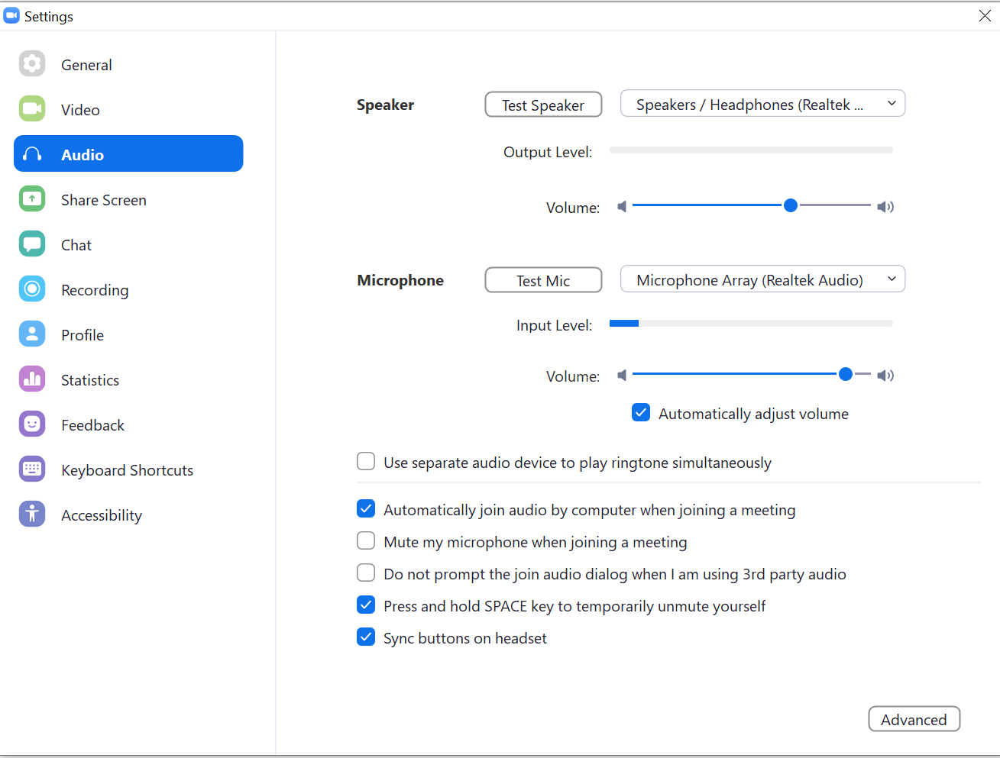 Settings
General
Video
Audio
Share Screen
Chat
Recording
Profile
Statistics
Feedback
Keyboard Shortcuts
Accessibility
Speaker
Test Speaker
Speakers / Headphones (Realtek ...
Output Level:
Volume:
Microphone
Test Mic
Microphone Array (Realtek Audio)
Input Level:
Volume:
Automatically adjust volume
Use separate audio device to play ringtone simultaneously
Automatically join audio by computer when joining a meeting
Mute my microphone when joining a meeting
Do not prompt the join audio dialog when I am using 3rd party audio
Press and hold SPACE key to temporarily unmute yourself
Sync buttons on headset
Advanced